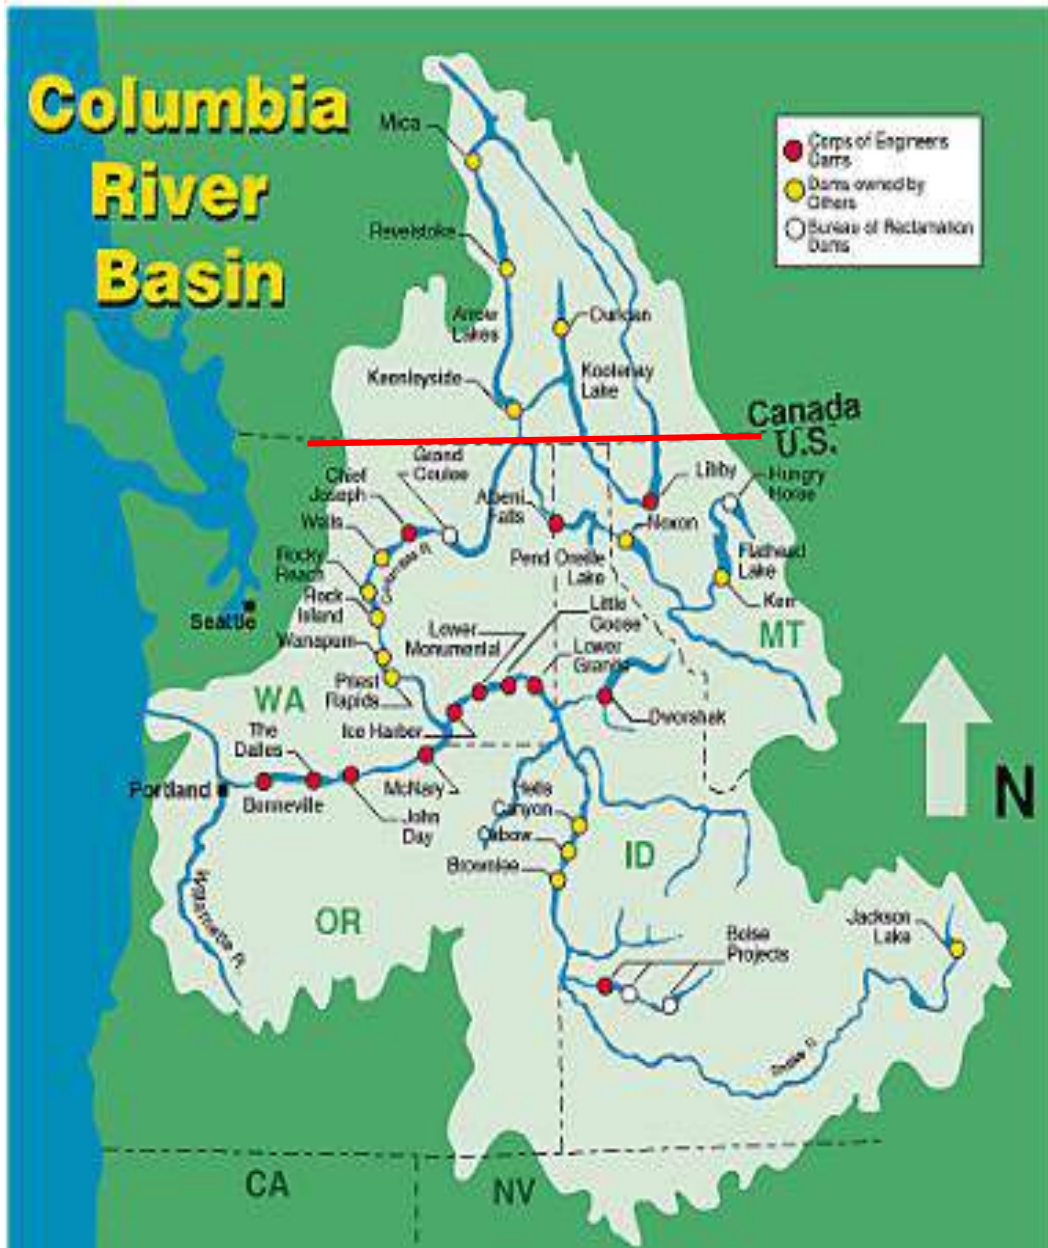 Columbia
River
Basin
Corps of Engineers
Dams
Dams owned by
Others
Bureau of Reclamation
Dams
Mica
Revelstoke
Arrow
Lakes
Duncan
Keenleyside
Kootenay
Lake
Canada
U.S.
Grand
Coulee
Chief
Joseph
Libby
Hungry
Horse
Albeni
Falls
Noxon
Wells
Columbia R.
Pend Oreille
Lake
Flathead
Lake
Rocky
Reach
Kerr
Rock
Island
Seattle
Little
Goose
MT
Lower
Monumental
Wanapum
Lower
Granite
Priest
Rapids
WA
Ice Harbor
Dworshak
The
Dalles
Portland
Bonneville
McNary
John
Day
N
Hells
Canyon
Oxbow
Brownlee
ID
OR
Willamette R.
Jackson
Lake
Boise
Projects
Snake R.
CA
NV